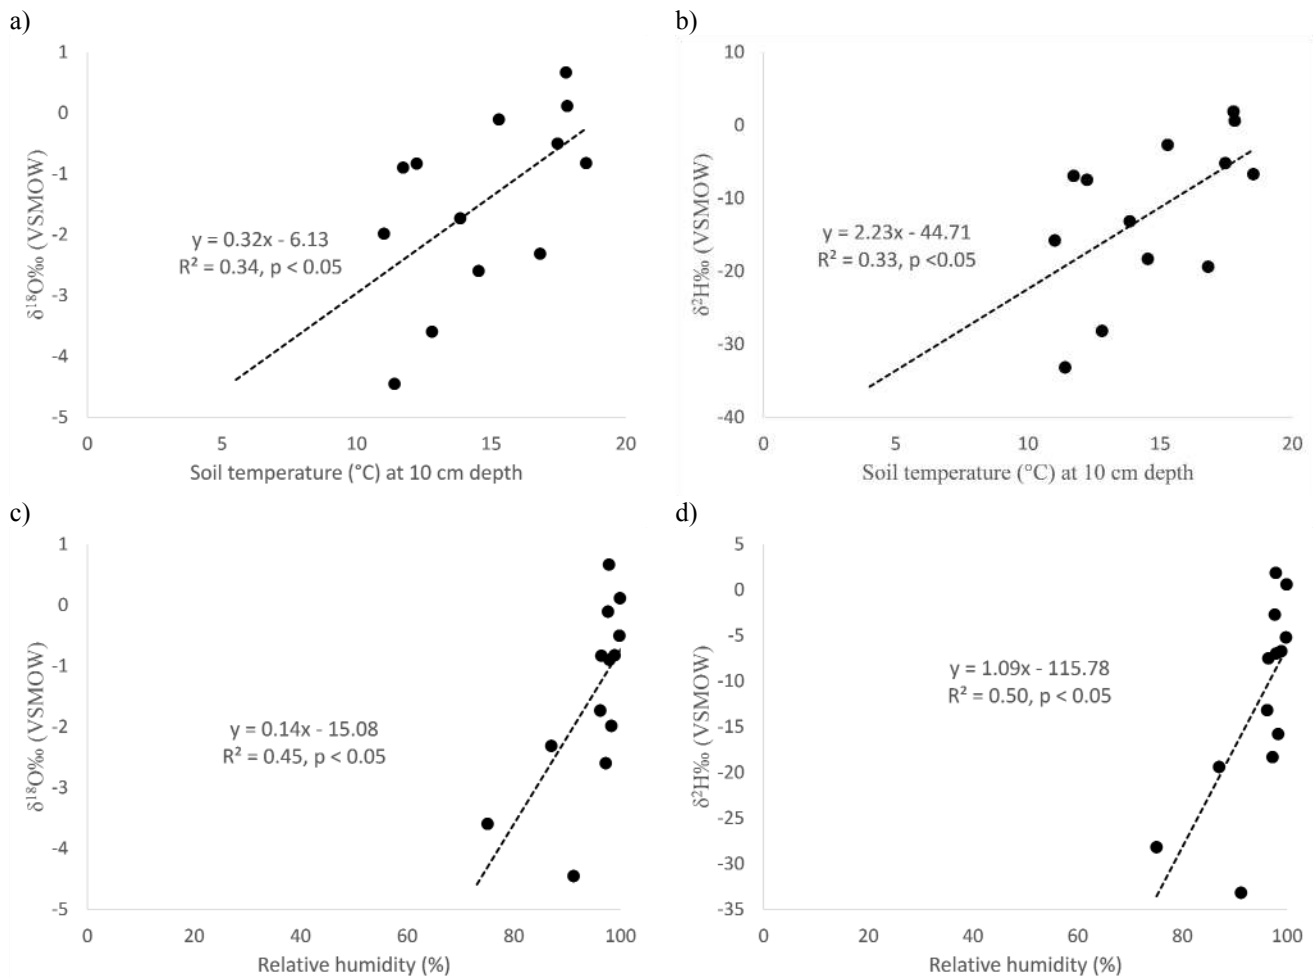 a)
1
0
-1
-2
-3
-4
-5
0
5
10
15
20
δ¹⁸O‰ (VSMOW)
Soil temperature (°C) at 10 cm depth
y = 0.32x - 6.13
R² = 0.34, p < 0.05
b)
10
0
-10
-20
-30
-40
0
5
10
15
20
δ²H‰ (VSMOW)
Soil temperature (°C) at 10 cm depth
y = 2.23x - 44.71
R² = 0.33, p <0.05
c)
1
0
-1
-2
-3
-4
-5
0
20
40
60
80
100
δ¹⁸O‰ (VSMOW)
Relative humidity (%)
y = 0.14x - 15.08
R² = 0.45, p < 0.05
d)
5
0
-5
-10
-15
-20
-25
-30
-35
0
20
40
60
80
100
δ²H‰ (VSMOW)
Relative humidity (%)
y = 1.09x - 115.78
R² = 0.50, p < 0.05